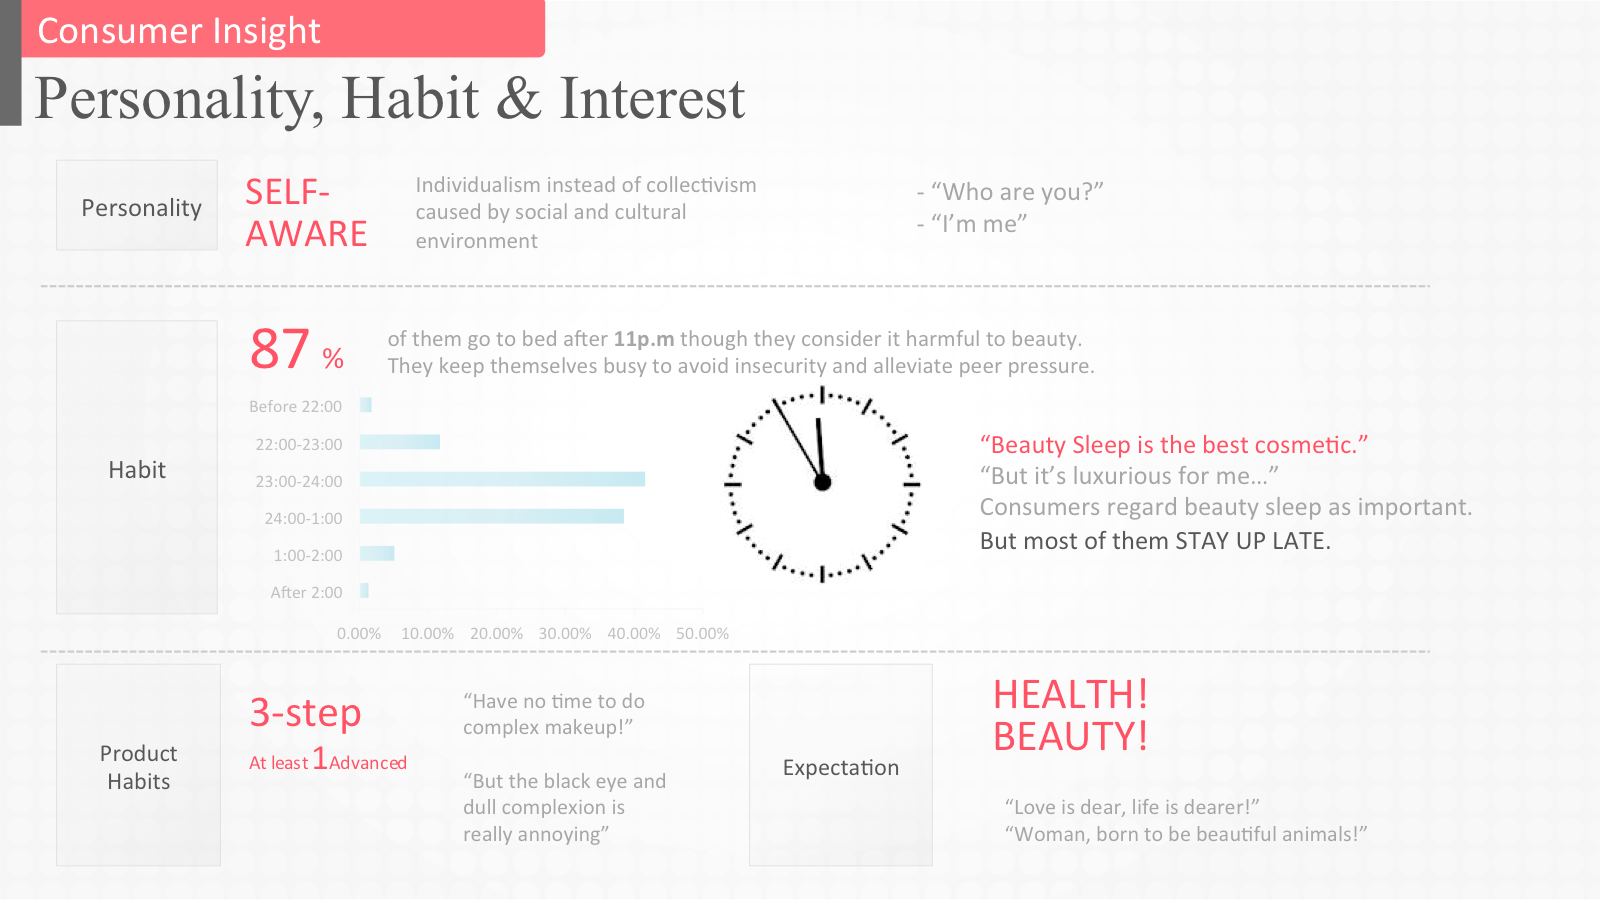 Consumer Insight
Personality, Habit & Interest
Personality
SELF-
AWARE
Individualism instead of collectivism
caused by social and cultural
environment
- “Who are you?”
- “I’m me”
Habit
87 %
of them go to bed after 11p.m though they consider it harmful to beauty.
They keep themselves busy to avoid insecurity and alleviate peer pressure.
Before 22:00
22:00-23:00
23:00-24:00
24:00-1:00
1:00-2:00
After 2:00
0.00% 10.00% 20.00% 30.00% 40.00% 50.00%
“Beauty Sleep is the best cosmetic.”
“But it’s luxurious for me…”
Consumers regard beauty sleep as important.
But most of them STAY UP LATE.
Product
Habits
3-step
At least 1Advanced
“Have no time to do
complex makeup!”
“But the black eye and
dull complexion is
really annoying”
Expectation
HEALTH!
BEAUTY!
“Love is dear, life is dearer!”
“Woman, born to be beautiful animals!”